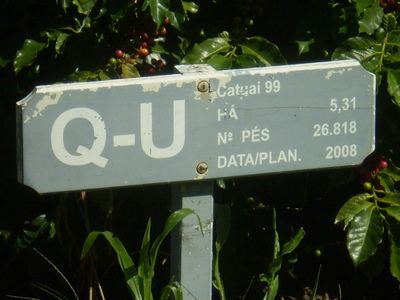 Q-U
Catuai 99
HA 5,31
Nº PÉS 26.818
DATA/PLAN. 2008